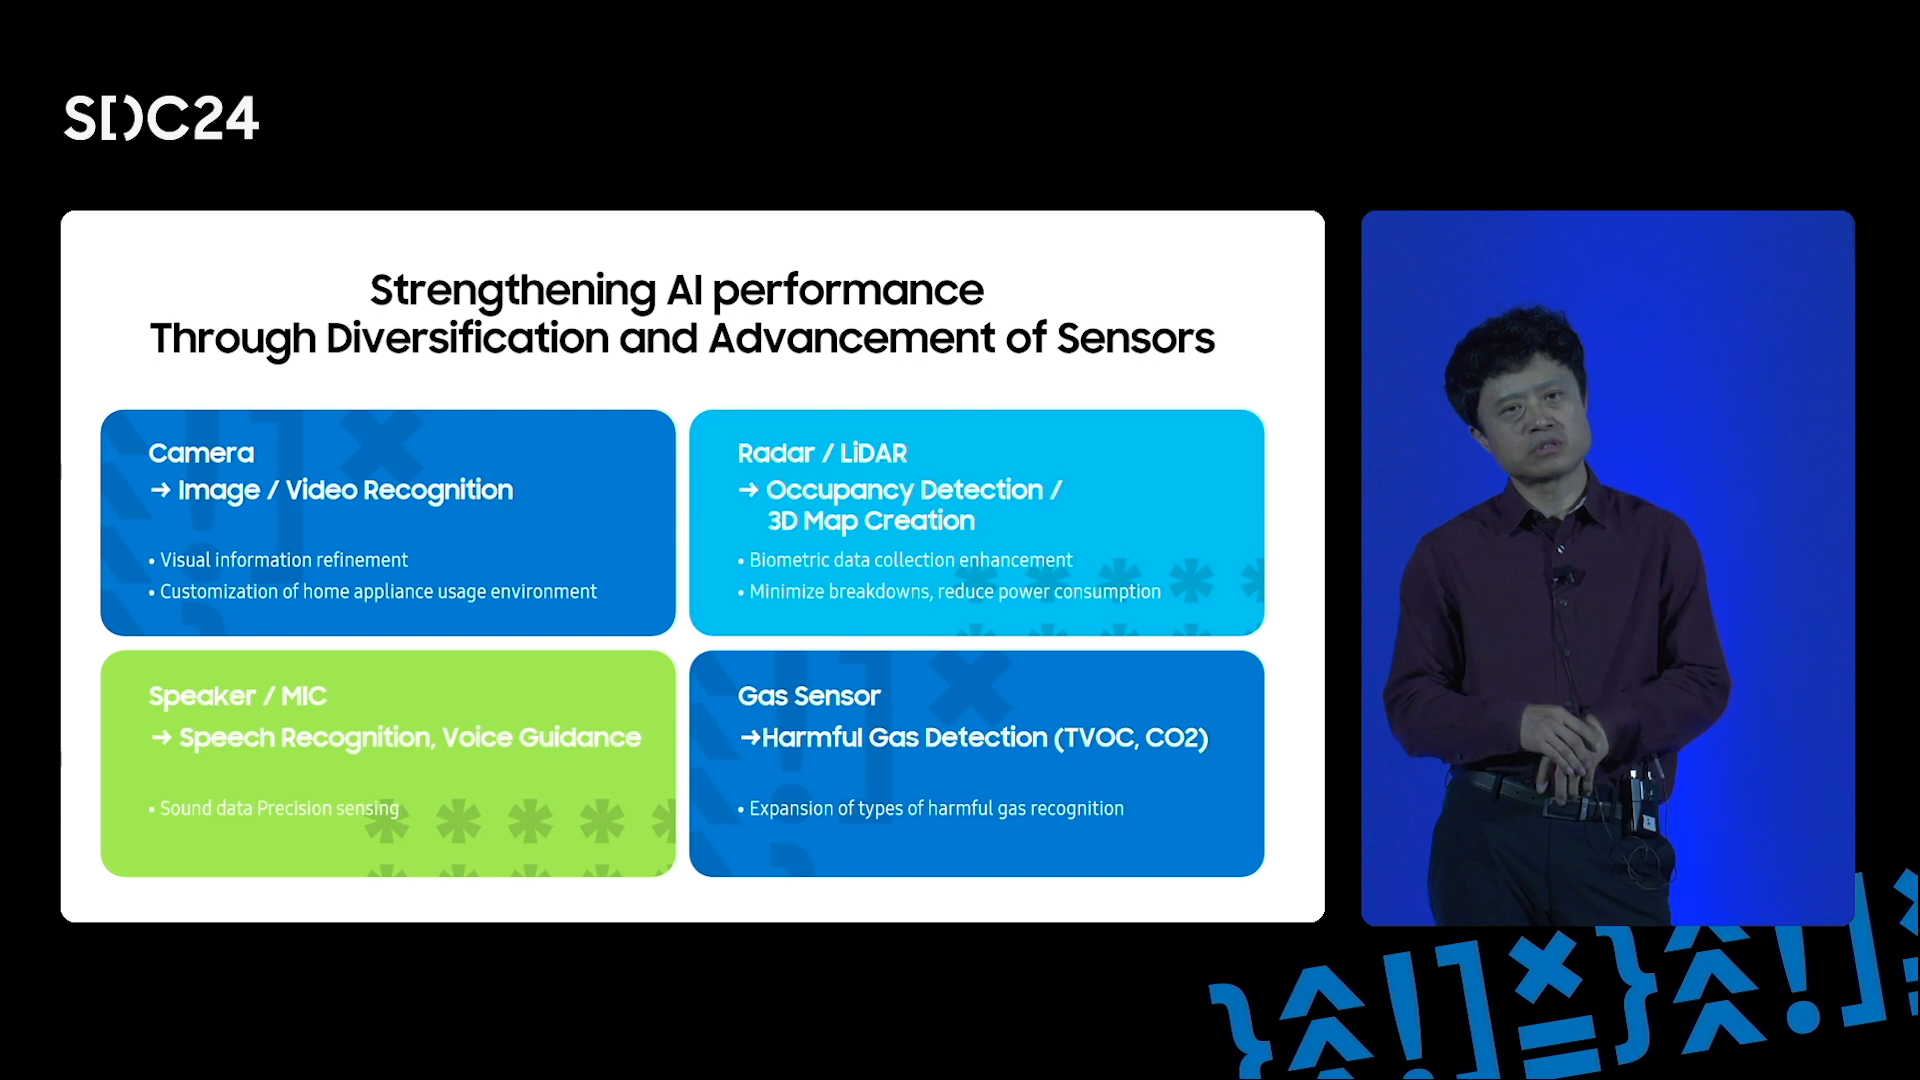 SDC24
Strengthening AI performance
Through Diversification and Advancement of Sensors
Camera
→ Image / Video Recognition
• Visual information refinement
• Customization of home appliance usage environment
Radar / LiDAR
→ Occupancy Detection /
3D Map Creation
• Biometric data collection enhancement
• Minimize breakdowns, reduce power consumption
Speaker / MIC
→ Speech Recognition, Voice Guidance
• Sound data Precision sensing
Gas Sensor
→Harmful Gas Detection (TVOC, CO2)
• Expansion of types of harmful gas recognition